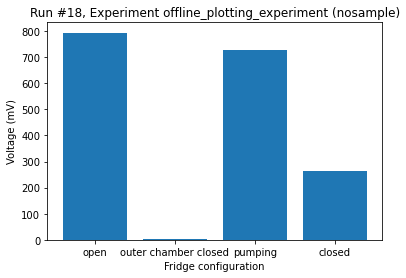 Run #18, Experiment offline_plotting_experiment (nosample)
800
700
600
500
400
300
200
100
0
Voltage (mV)
open outer chamber closed pumping closed
Fridge configuration